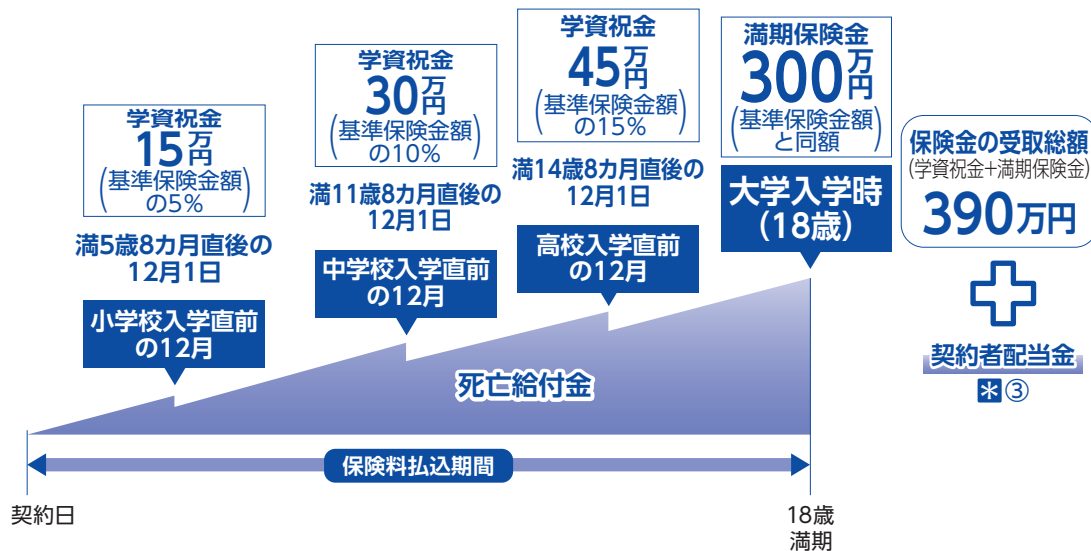 学資祝金
15万円
(基準保険金額
の5%)
満5歳8カ月直後の
12月1日
小学校入学直前
の12月
学資祝金
30万円
(基準保険金額
の10%)
満11歳8カ月直後の
12月1日
中学校入学直前
の12月
学資祝金
45万円
(基準保険金額
の15%)
満14歳8カ月直後の
12月1日
高校入学直前
の12月
満期保険金
300万円
(基準保険金額
と同額)
大学入学時
(18歳)
保険金の受取総額
(学資祝金+満期保険金)
390万円
契約者配当金
*③
死亡給付金
保険料払込期間
契約日
18歳
満期